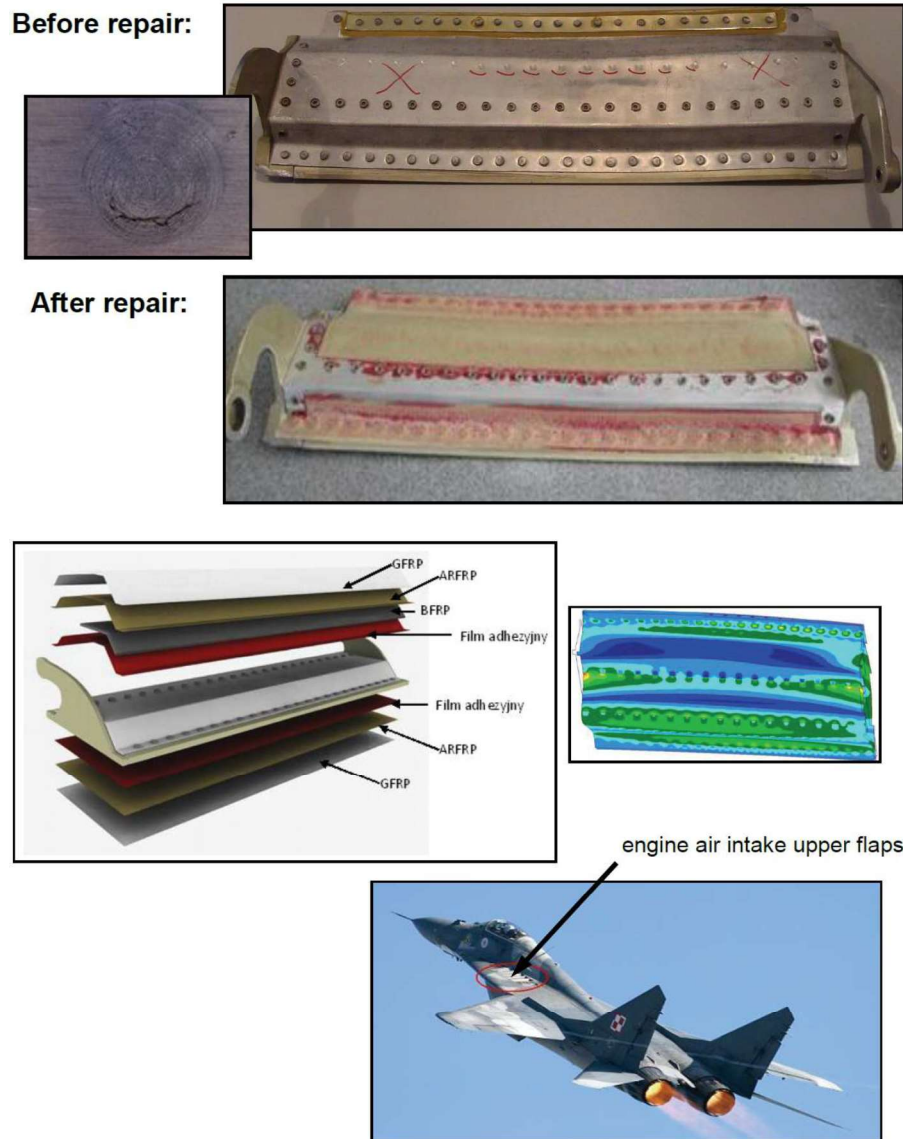 Before repair:
After repair:
GFRP
ARFRP
BFRP
Film adhezyjny
Film adhezyjny
ARFRP
GFRP
engine air intake upper flaps